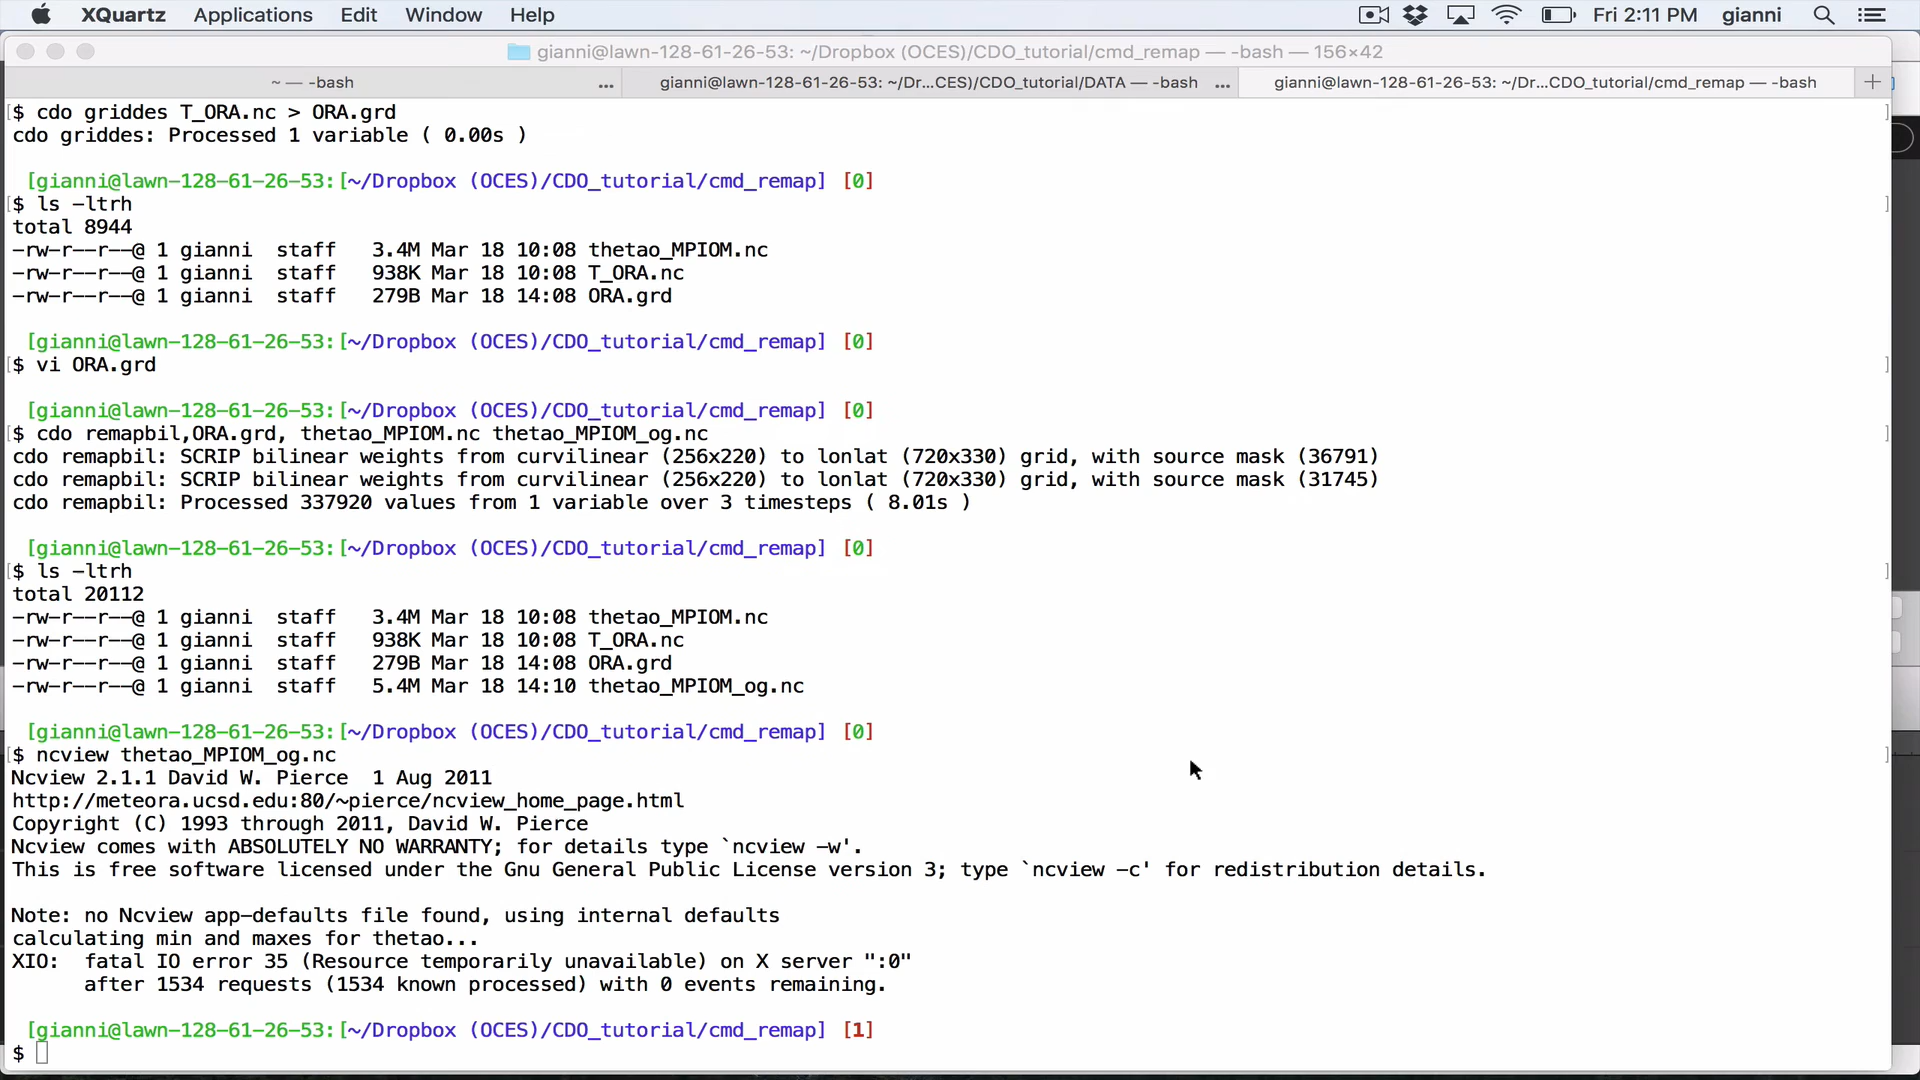 XQuartz Applications Edit Window Help Fri 2:11 PM gianni
gianni@lawn-128-61-26-53: ~/Dropbox (OCES)/CDO_tutorial/cmd_remap — -bash — 156×42
~ — -bash ... gianni@lawn-128-61-26-53: ~/Dr...CES)/CDO_tutorial/DATA — -bash ... gianni@lawn-128-61-26-53: ~/Dr...CDO_tutorial/cmd_remap — -bash +
[$ cdo griddes T_ORA.nc > ORA.grd ]
cdo griddes: Processed 1 variable ( 0.00s )
[gianni@lawn-128-61-26-53:[~/Dropbox (OCES)/CDO_tutorial/cmd_remap] [0]
[$ ls -ltrh ]
total 8944
-rw-r--r--@ 1 gianni staff 3.4M Mar 18 10:08 thetao_MPIOM.nc
-rw-r--r--@ 1 gianni staff 938K Mar 18 10:08 T_ORA.nc
-rw-r--r--@ 1 gianni staff 279B Mar 18 14:08 ORA.grd
[gianni@lawn-128-61-26-53:[~/Dropbox (OCES)/CDO_tutorial/cmd_remap] [0]
[$ vi ORA.grd ]
[gianni@lawn-128-61-26-53:[~/Dropbox (OCES)/CDO_tutorial/cmd_remap] [0]
[$ cdo remapbil,ORA.grd, thetao_MPIOM.nc thetao_MPIOM_og.nc ]
cdo remapbil: SCRIP bilinear weights from curvilinear (256x220) to lonlat (720x330) grid, with source mask (36791)
cdo remapbil: SCRIP bilinear weights from curvilinear (256x220) to lonlat (720x330) grid, with source mask (31745)
cdo remapbil: Processed 337920 values from 1 variable over 3 timesteps ( 8.01s )
[gianni@lawn-128-61-26-53:[~/Dropbox (OCES)/CDO_tutorial/cmd_remap] [0]
[$ ls -ltrh ]
total 20112
-rw-r--r--@ 1 gianni staff 3.4M Mar 18 10:08 thetao_MPIOM.nc
-rw-r--r--@ 1 gianni staff 938K Mar 18 10:08 T_ORA.nc
-rw-r--r--@ 1 gianni staff 279B Mar 18 14:08 ORA.grd
-rw-r--r--@ 1 gianni staff 5.4M Mar 18 14:10 thetao_MPIOM_og.nc
[gianni@lawn-128-61-26-53:[~/Dropbox (OCES)/CDO_tutorial/cmd_remap] [0]
[$ ncview thetao_MPIOM_og.nc ]
Ncview 2.1.1 David W. Pierce 1 Aug 2011
http://meteora.ucsd.edu:80/~pierce/ncview_home_page.html
Copyright (C) 1993 through 2011, David W. Pierce
Ncview comes with ABSOLUTELY NO WARRANTY; for details type `ncview -w'.
This is free software licensed under the Gnu General Public License version 3; type `ncview -c' for redistribution details.
Note: no Ncview app-defaults file found, using internal defaults
calculating min and maxes for thetao...
XIO: fatal IO error 35 (Resource temporarily unavailable) on X server ":0"
after 1534 requests (1534 known processed) with 0 events remaining.
[gianni@lawn-128-61-26-53:[~/Dropbox (OCES)/CDO_tutorial/cmd_remap] [1]
$